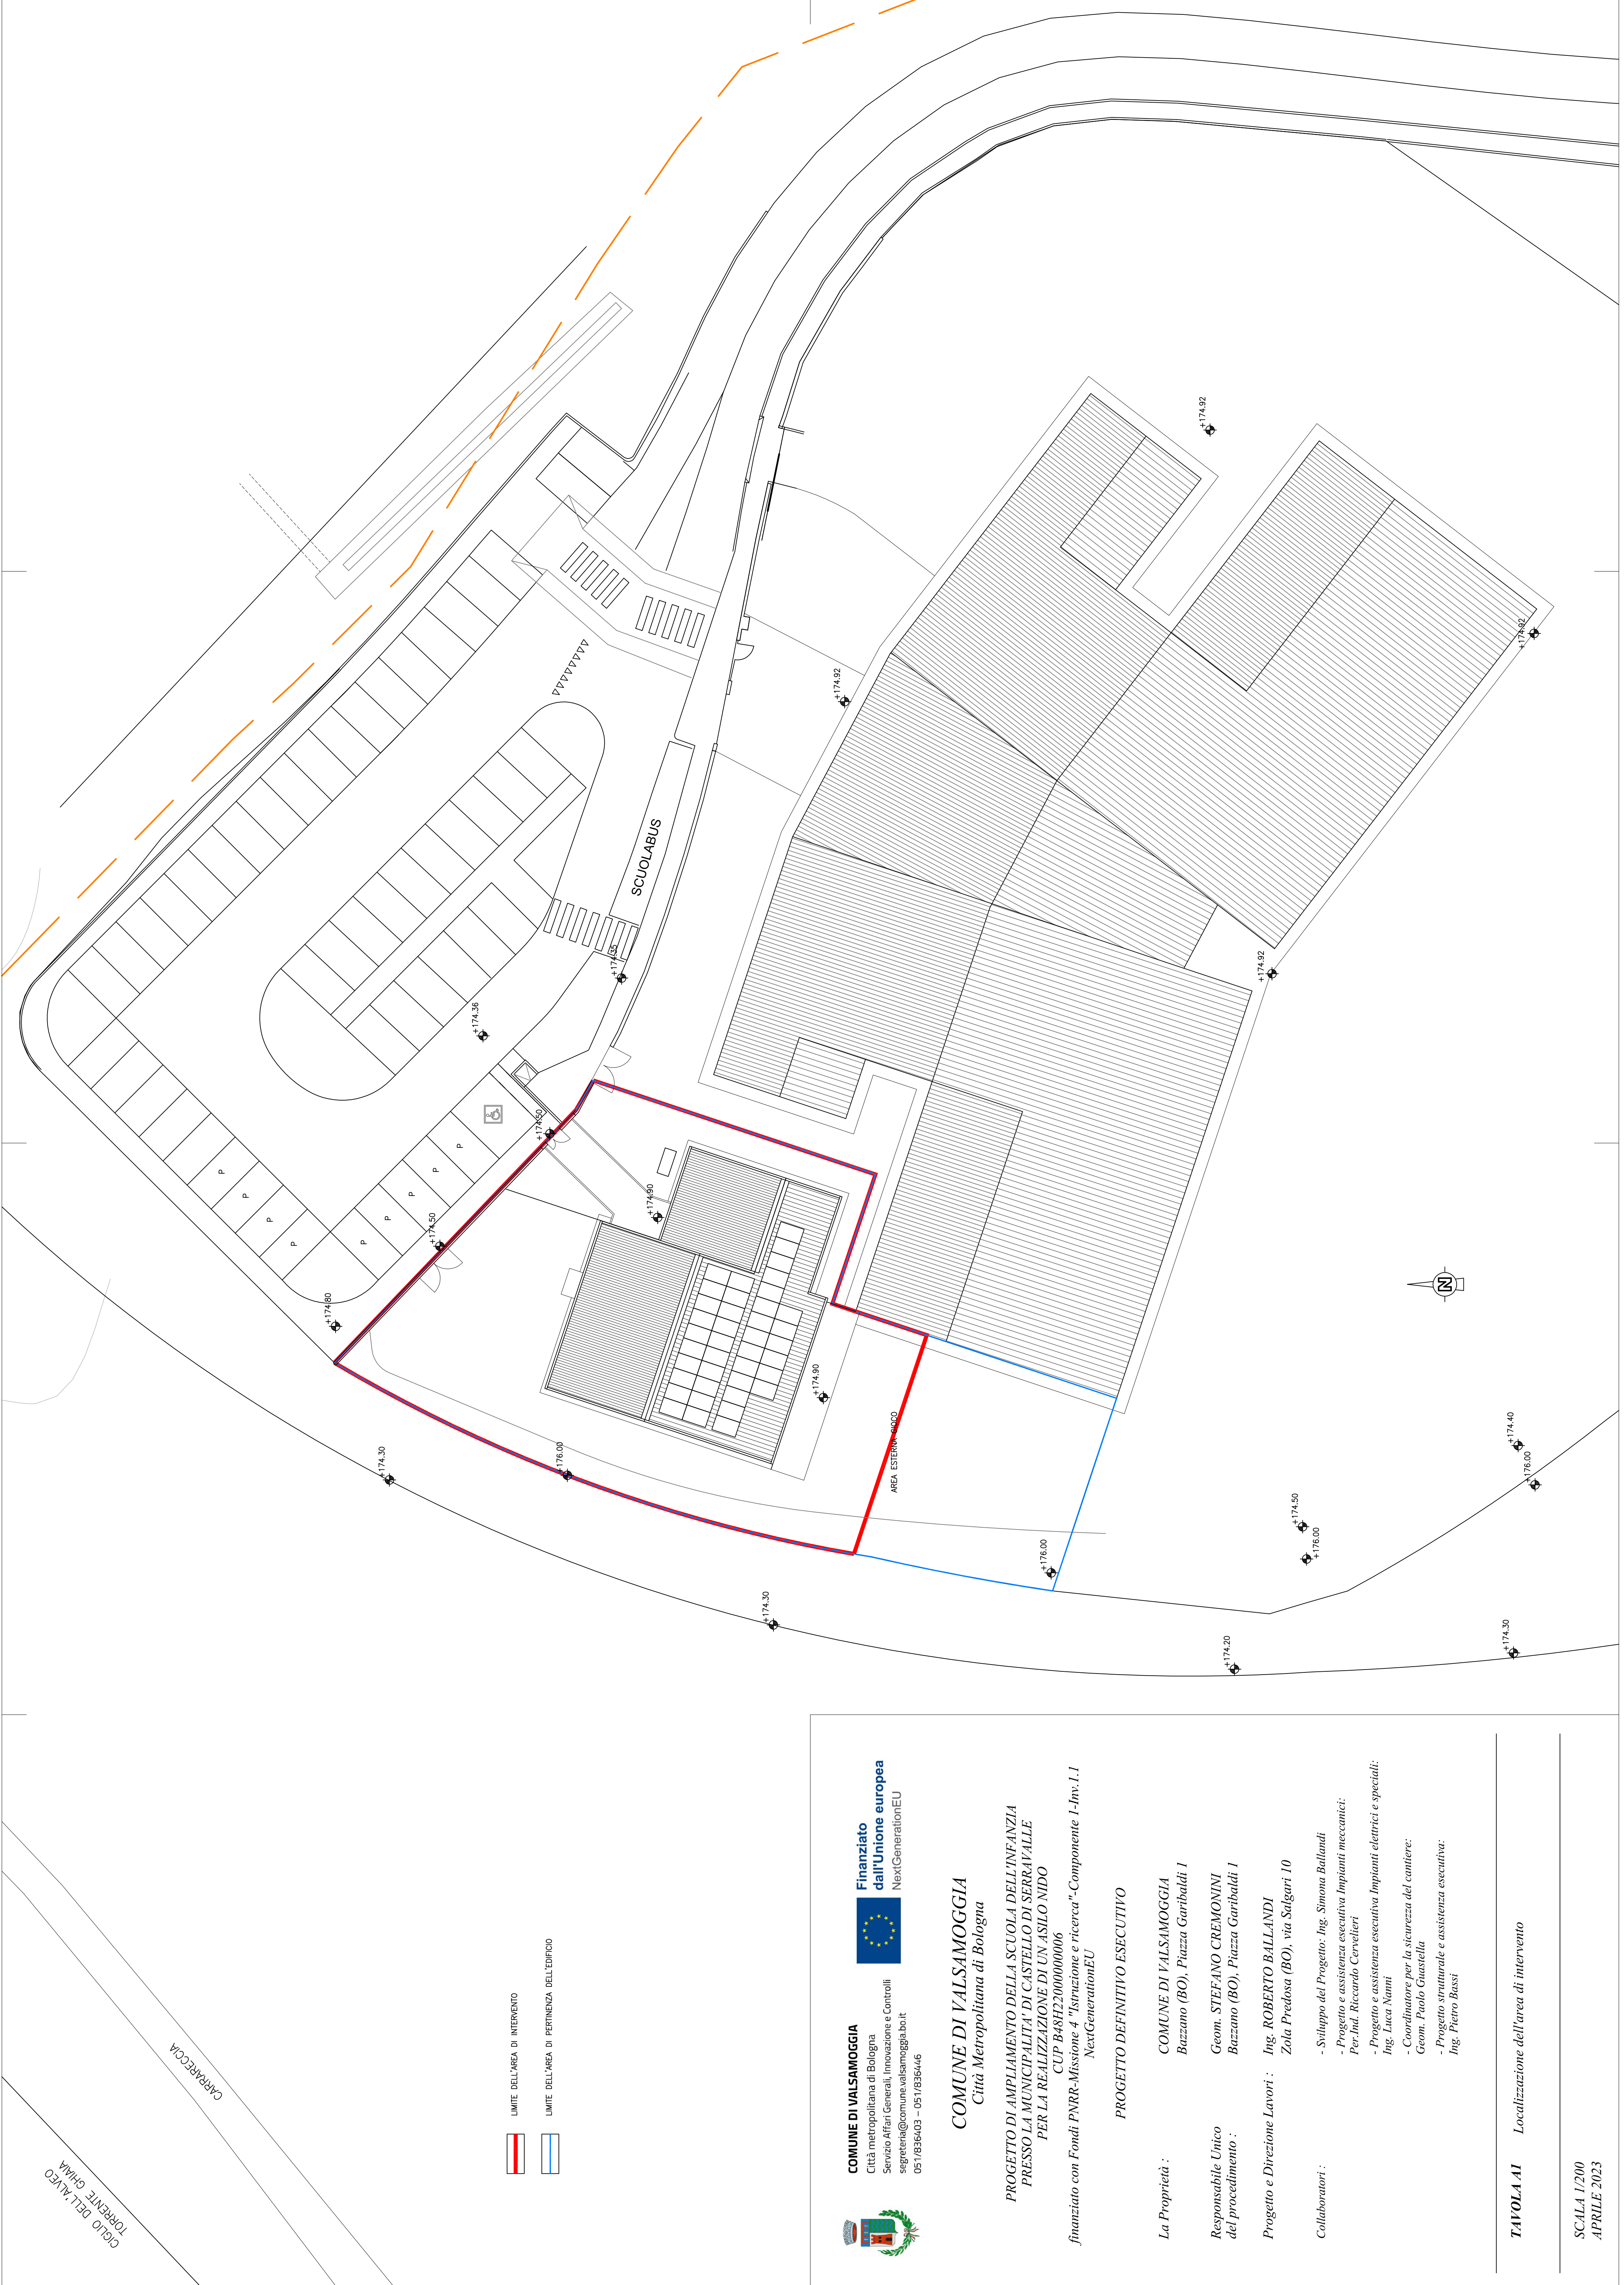 CIGLIO DELL'ALVEO
TORRENTE GHIAIA
CARRARECCIA
LIMITE DELL'AREA DI INTERVENTO
LIMITE DELL'AREA DI PERTINENZA DELL'EDIFICIO
+174.92
+174.92
+174.92
+174.92
SCUOLABUS
+174.35
+174.36
+174.50
+174.50
+174.80
P
P
P
P
P
P
P
P
P
+174.90
+174.90
AREA ESTERNA GIOCO
+174.30
+176.00
+174.30
+176.00
+174.20
+174.50
+176.00
+174.40
+176.00
+174.30
N
COMUNE DI VALSAMOGGIA
Città metropolitana di Bologna
Servizio Affari Generali, Innovazione e Controlli
segreteria@comune.valsamoggia.bo.it
051/836403 – 051/836446
Finanziato
dall'Unione europea
NextGenerationEU
COMUNE DI VALSAMOGGIA
Città Metropolitana di Bologna
PROGETTO DI AMPLIAMENTO DELLA SCUOLA DELL'INFANZIA
PRESSO LA MUNICIPALITA' DI CASTELLO DI SERRAVALLE
PER LA REALIZZAZIONE DI UN ASILO NIDO
CUP B48H22000000006
finanziato con Fondi PNRR-Missione 4 "Istruzione e ricerca"-Componente 1-Inv.1.1
NextGenerationEU
PROGETTO DEFINITIVO ESECUTIVO
La Proprietà : COMUNE DI VALSAMOGGIA
Bazzano (BO), Piazza Garibaldi 1
Responsabile Unico Geom. STEFANO CREMONINI
del procedimento : Bazzano (BO), Piazza Garibaldi 1
Progetto e Direzione Lavori : Ing. ROBERTO BALLANDI
Zola Predosa (BO), via Salgari 10
Collaboratori : - Sviluppo del Progetto: Ing. Simona Ballandi
- Progetto e assistenza esecutiva Impianti meccanici:
Per.Ind. Riccardo Cervelieri
- Progetto e assistenza esecutiva Impianti elettrici e speciali:
Ing. Luca Nanni
- Coordinatore per la sicurezza del cantiere:
Geom. Paolo Guastella
- Progetto strutturale e assistenza esecutiva:
Ing. Pietro Bassi
TAVOLA A1 Localizzazione dell'area di intervento
SCALA 1/200
APRILE 2023